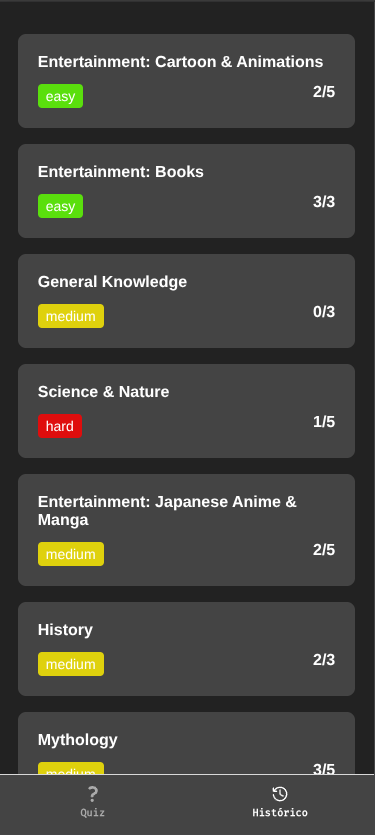 Entertainment: Cartoon & Animations
easy
2/5
Entertainment: Books
easy
3/3
General Knowledge
medium
0/3
Science & Nature
hard
1/5
Entertainment: Japanese Anime &
Manga
medium
2/5
History
medium
2/3
Mythology
medium
3/5
?
Quiz
Histórico